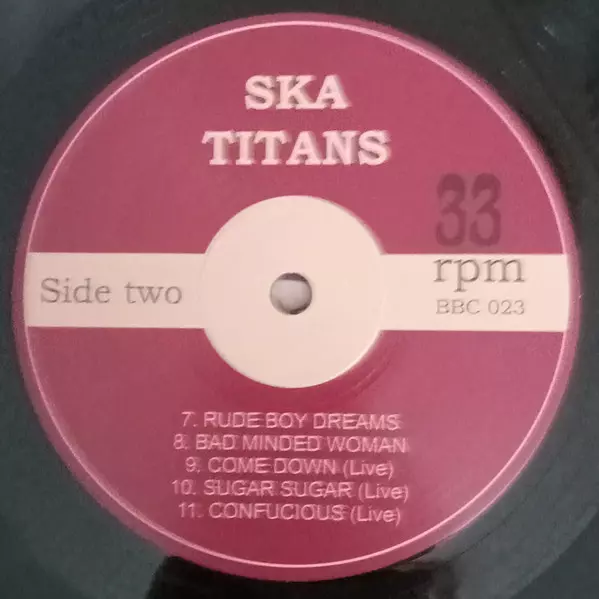 SKA
TITANS
33
rpm
Side two
BBC 023
7. RUDE BOY DREAMS
8. BAD MINDED WOMAN
9. COME DOWN (Live)
10. SUGAR SUGAR (Live)
11. CONFUCIOUS (Live)